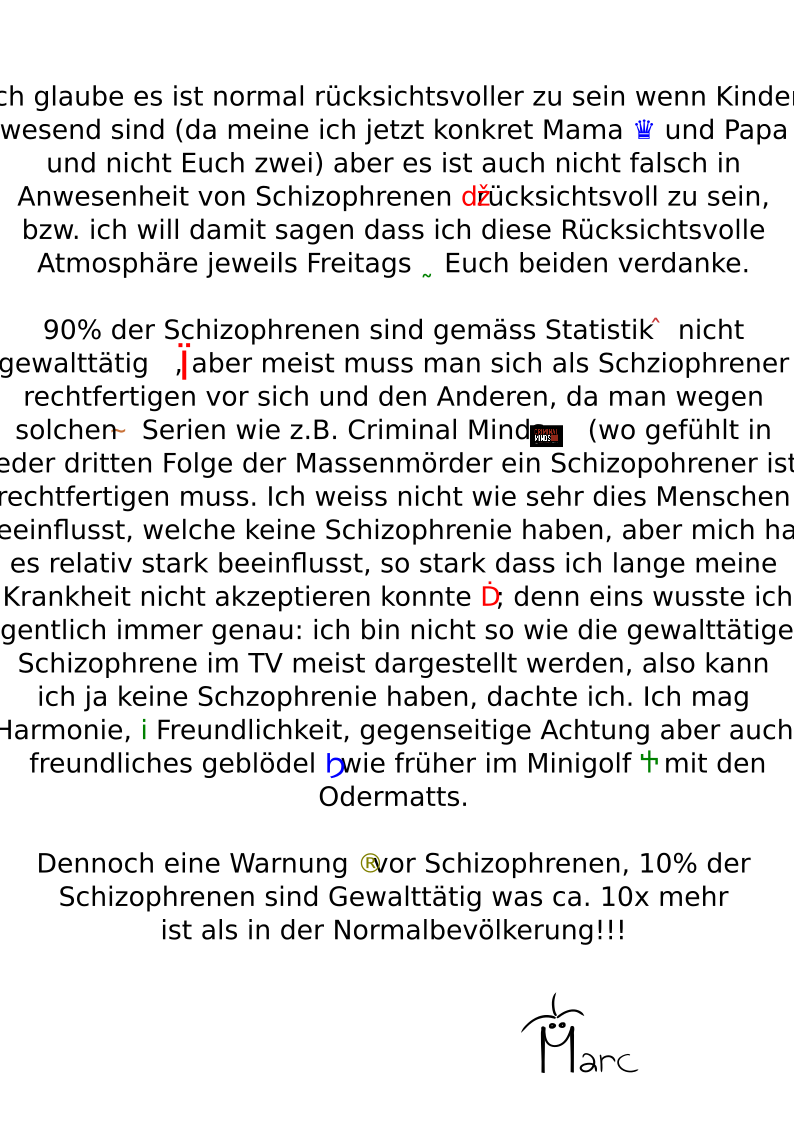 ch glaube es ist normal rücksichtsvoller zu sein wenn Kinder
wesend sind (da meine ich jetzt konkret Mama ♛ und Papa
und nicht Euch zwei) aber es ist auch nicht falsch in
Anwesenheit von Schizophrenen ǆrücksichtsvoll zu sein,
bzw. ich will damit sagen dass ich diese Rücksichtsvolle
Atmosphäre jeweils Freitags ˷ Euch beiden verdanke.
90% der Schizophrenen sind gemäss Statistik^ nicht
gewalttätig , ǀ̈ aber meist muss man sich als Schziophrener
rechtfertigen vor sich und den Anderen, da man wegen
solchen~ Serien wie z.B. Criminal Minds CRIMINAL MINDS (wo gefühlt in
eder dritten Folge der Massenmörder ein Schizopohrener ist
rechtfertigen muss. Ich weiss nicht wie sehr dies Menschen
eeinflusst, welche keine Schizophrenie haben, aber mich ha
es relativ stark beeinflusst, so stark dass ich lange meine
Krankheit nicht akzeptieren konnte Ḋ; denn eins wusste ich
gentlich immer genau: ich bin nicht so wie die gewalttätige
Schizophrene im TV meist dargestellt werden, also kann
ich ja keine Schzophrenie haben, dachte ich. Ich mag
Harmonie, i Freundlichkeit, gegenseitige Achtung aber auch
freundliches geblödel ϦWie früher im Minigolf ⺘ mit den
Odermatts.
Dennoch eine Warnung ®vor Schizophrenen, 10% der
Schizophrenen sind Gewalttätig was ca. 10x mehr
ist als in der Normalbevölkerung!!!
Marc